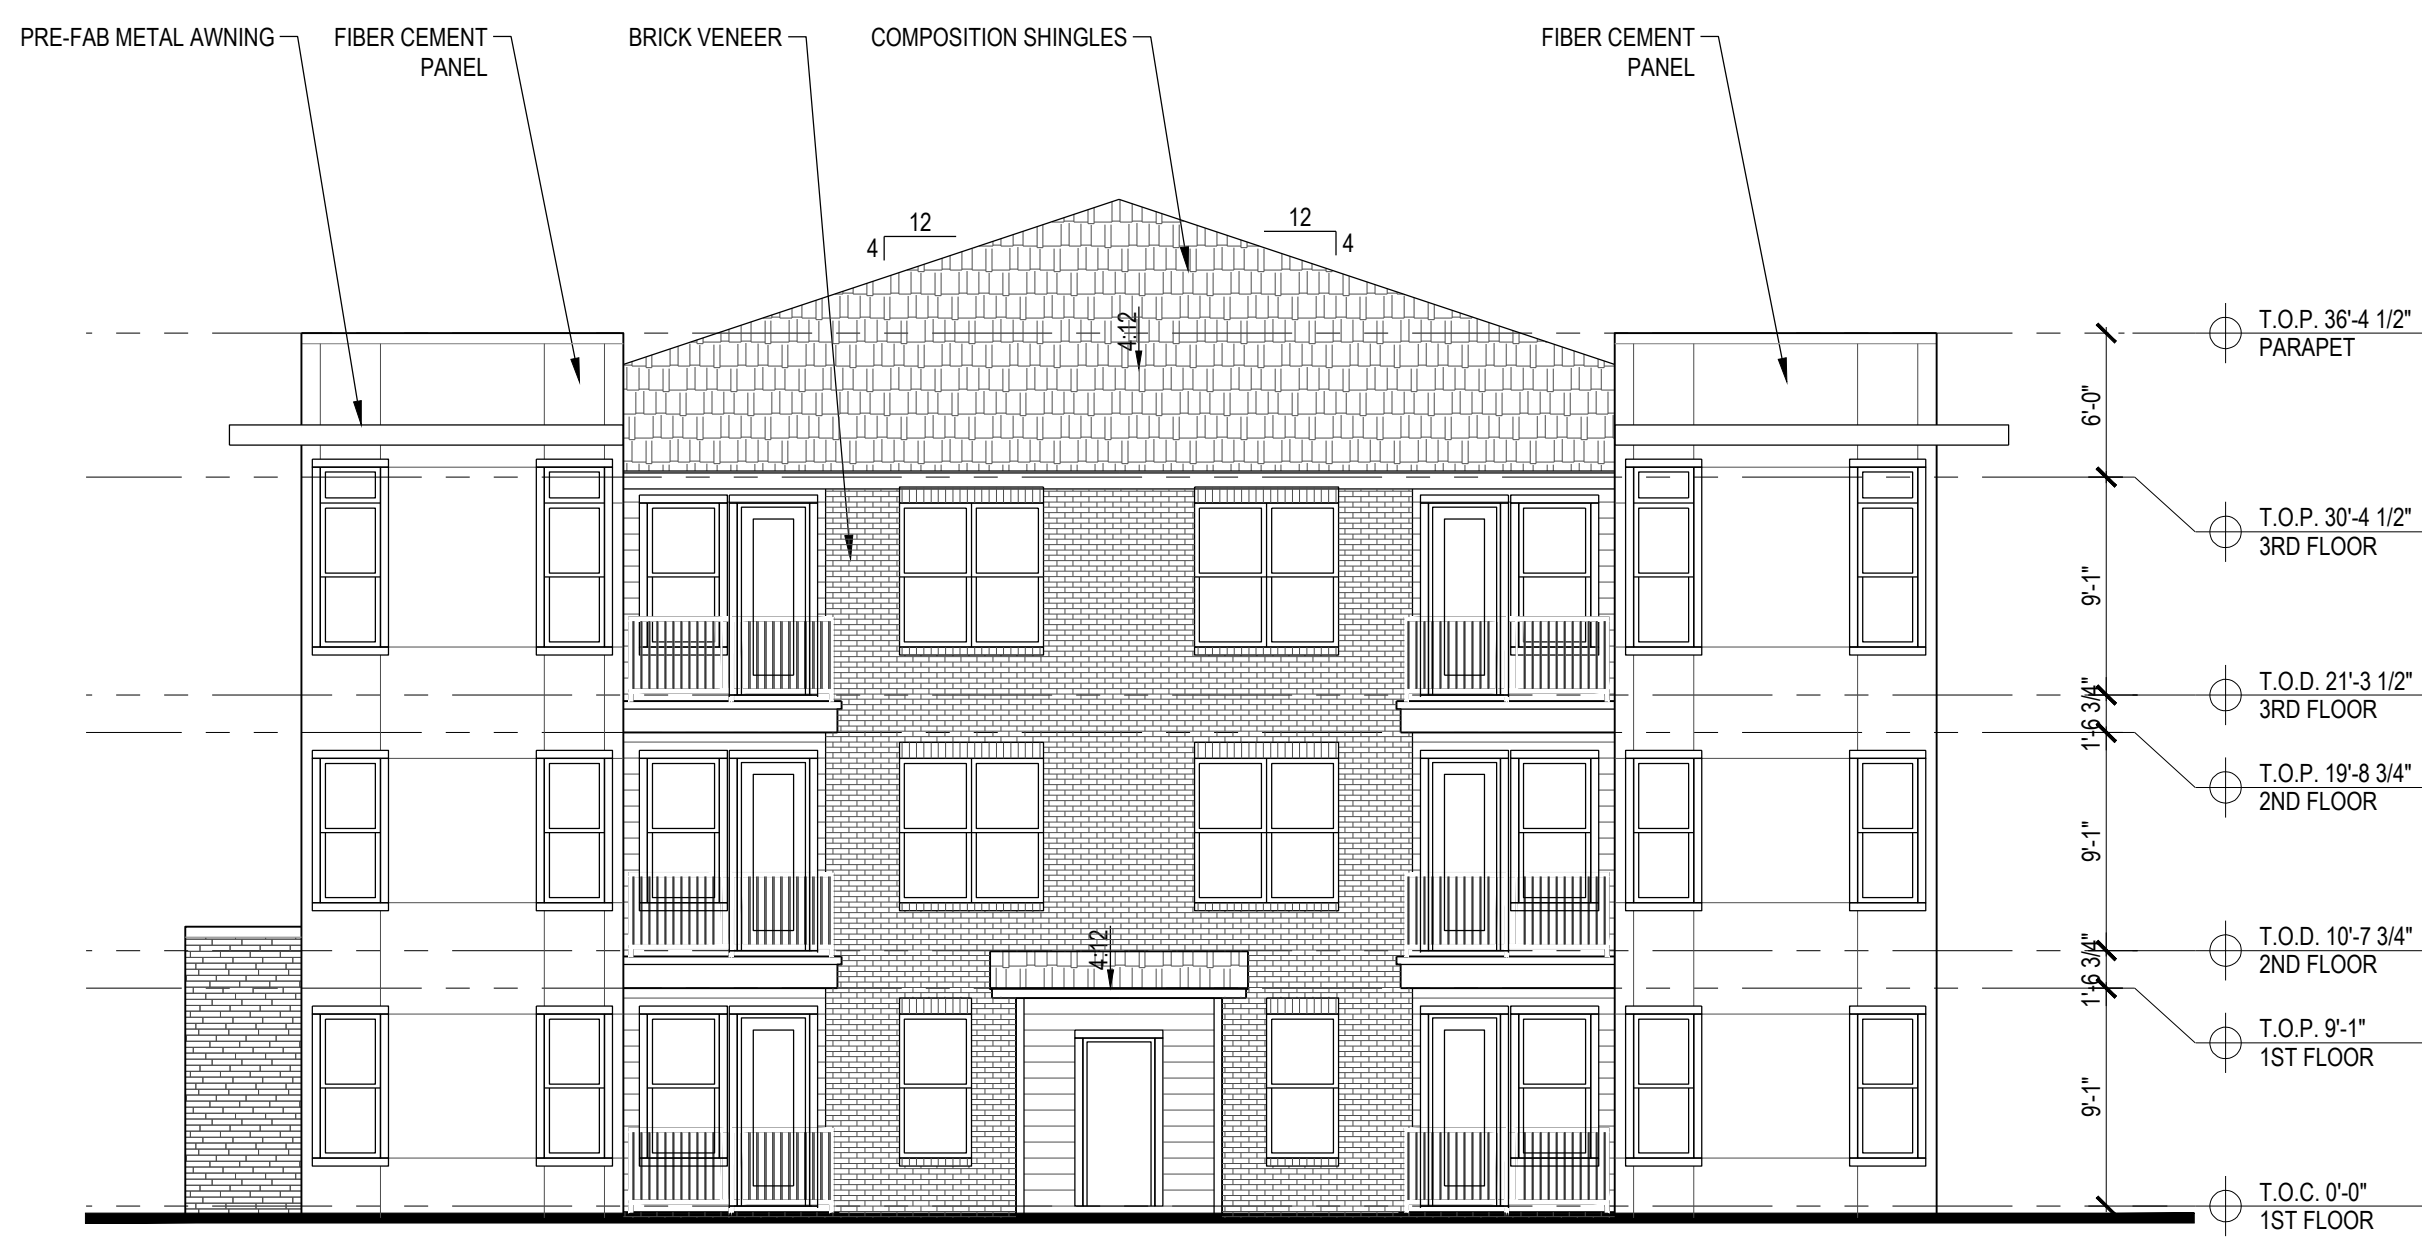 PRE-FAB METAL AWNING
FIBER CEMENT
PANEL
BRICK VENEER
COMPOSITION SHINGLES
FIBER CEMENT
PANEL
12
4
12
4
4:12
4:12
T.O.P. 36'-4 1/2"
PARAPET
6'-0"
T.O.P. 30'-4 1/2"
3RD FLOOR
9'-1"
T.O.D. 21'-3 1/2"
3RD FLOOR
1'-6 3/4"
T.O.P. 19'-8 3/4"
2ND FLOOR
9'-1"
T.O.D. 10'-7 3/4"
2ND FLOOR
1'-6 3/4"
T.O.P. 9'-1"
1ST FLOOR
9'-1"
T.O.C. 0'-0"
1ST FLOOR